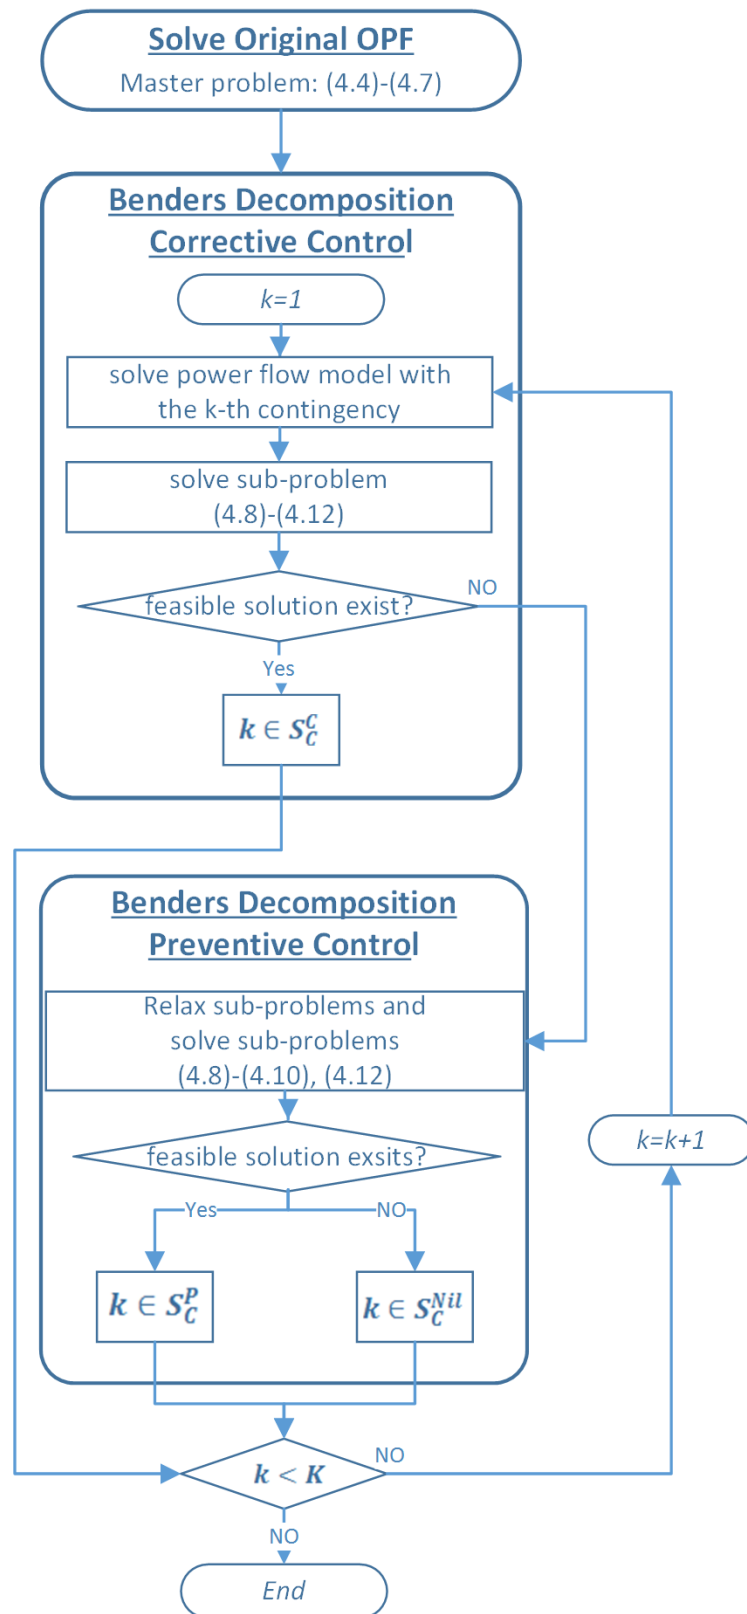 Solve Original OPF
Master problem: (4.4)-(4.7)
Benders Decomposition
Corrective Control
k=1
solve power flow model with
the k-th contingency
solve sub-problem
(4.8)-(4.12)
NO
feasible solution exist?
Yes
k ∈ S_C^C
Benders Decomposition
Preventive Control
Relax sub-problems and
solve sub-problems
(4.8)-(4.10), (4.12)
k=k+1
feasible solution exsits?
Yes
NO
k ∈ S_C^P
k ∈ S_C^{Nil}
k < K
NO
NO
End